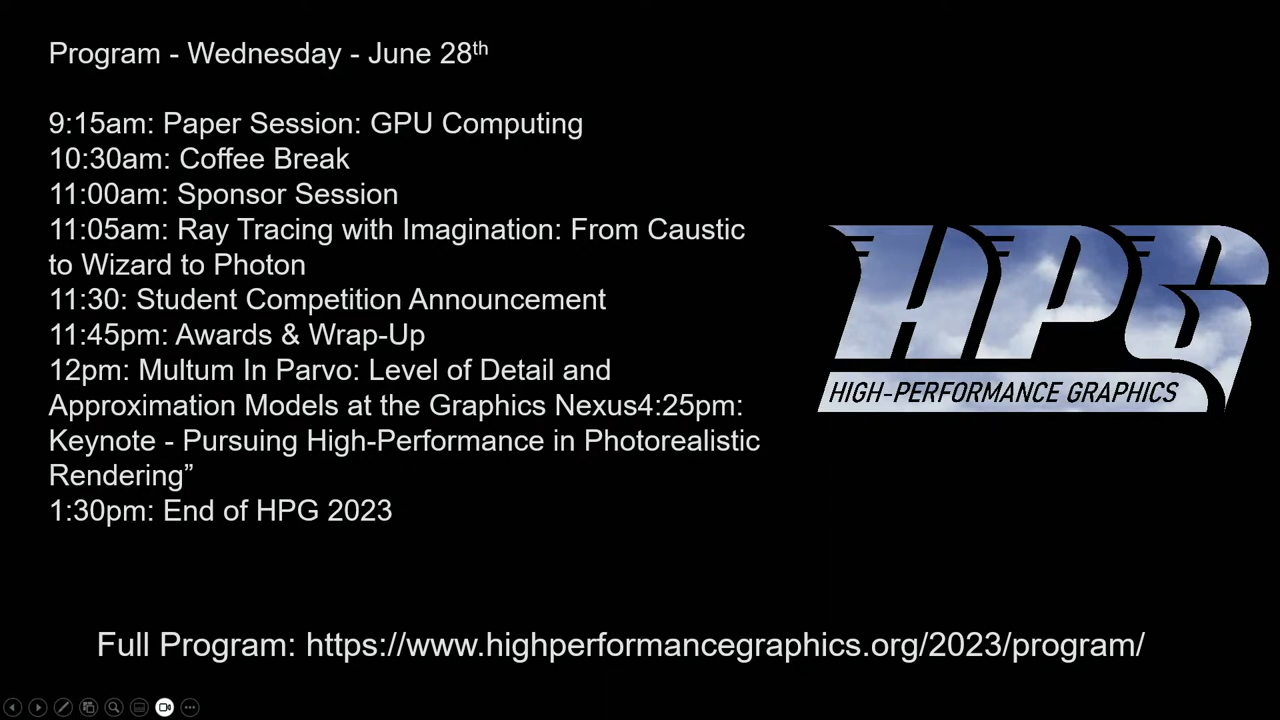 Program - Wednesday - June 28th
9:15am: Paper Session: GPU Computing
10:30am: Coffee Break
11:00am: Sponsor Session
11:05am: Ray Tracing with Imagination: From Caustic
to Wizard to Photon
11:30: Student Competition Announcement
11:45pm: Awards & Wrap-Up
12pm: Multum In Parvo: Level of Detail and
Approximation Models at the Graphics Nexus4:25pm:
Keynote - Pursuing High-Performance in Photorealistic
Rendering”
1:30pm: End of HPG 2023
HPG
HIGH-PERFORMANCE GRAPHICS
Full Program: https://www.highperformancegraphics.org/2023/program/